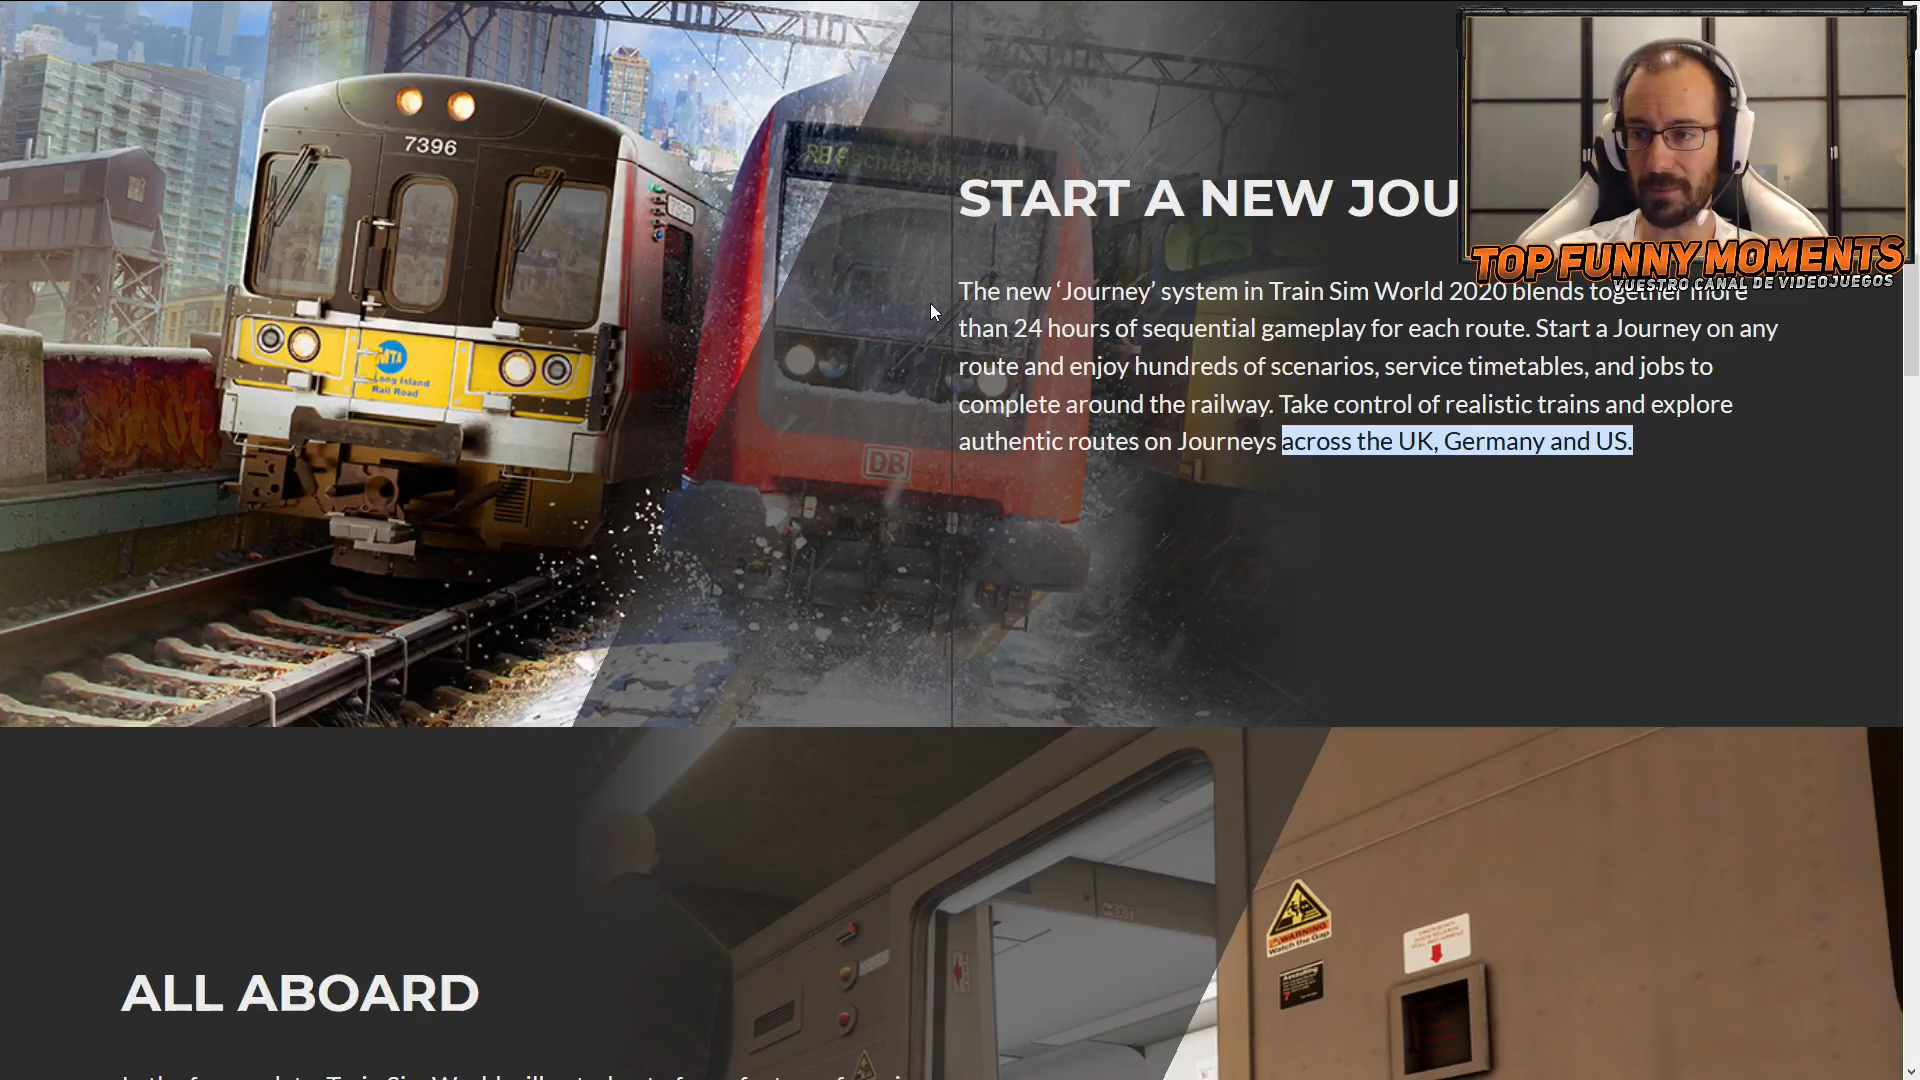 7396
MTA
Long Island
Rail Road
DB
START A NEW JOU
The new ‘Journey’ system in Train Sim World 2020 blends together more
than 24 hours of sequential gameplay for each route. Start a Journey on any
route and enjoy hundreds of scenarios, service timetables, and jobs to
complete around the railway. Take control of realistic trains and explore
authentic routes on Journeys across the UK, Germany and US.
TOP FUNNY MOMENTS
VUESTRO CANAL DE VIDEOJUEGOS
EXIT
WARNING
Watch the Gap
ALL ABOARD